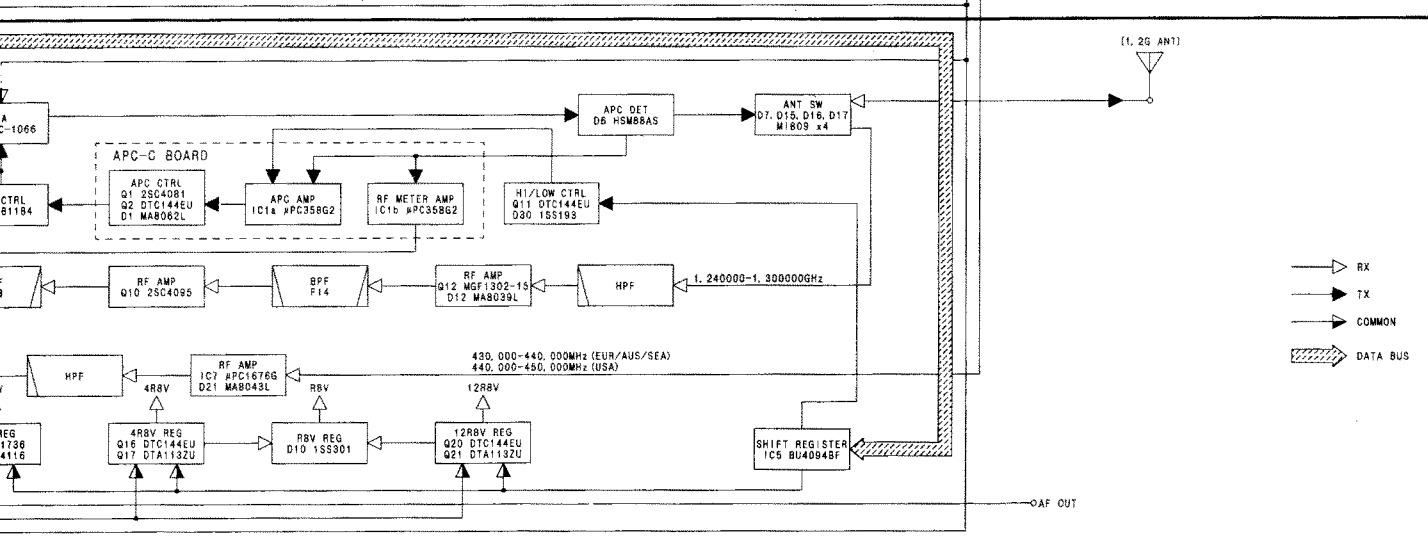 [1, 2G ANT]
A
C-1066
APC DET
D6 HSM88AS
ANT SW
D7, D15, D16, D17
MI809 x4
APC-C BOARD
CTRL
B1184
APC CTRL
Q1 2SC4081
Q2 DTC144EU
D1 MA8062L
APC AMP
IC1a µPC358G2
RF METER AMP
IC1b µPC358G2
HI/LOW CTRL
Q11 DTC144EU
D30 1SS193
RF AMP
Q10 2SC4095
BPF
FI4
RF AMP
Q12 MGF1302-15
D12 MA8039L
HPF
1, 240000-1, 300000GHz
RX
TX
COMMON
DATA BUS
HPF
RF AMP
IC7 µPC1676G
D21 MA8043L
430, 000-440, 000MHz (EUR/AUS/SEA)
440, 000-450, 000MHz (USA)
V
4R8V
R8V
12R8V
REG
1736
4116
4R8V REG
Q16 DTC144EU
Q17 DTA113ZU
R8V REG
D10 1SS301
12R8V REG
Q20 DTC144EU
Q21 DTA113ZU
SHIFT REGISTER
IC5 BU4094BF
AF OUT